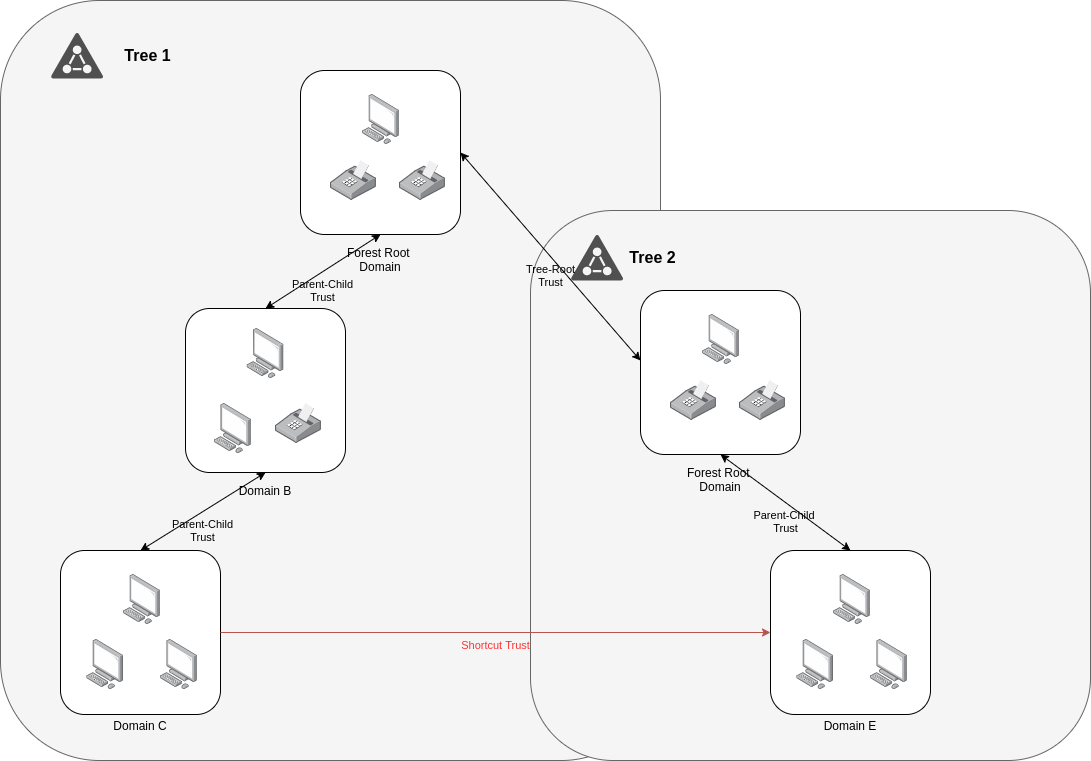 Tree 1
Forest Root
Domain
Parent-Child
Trust
Tree-Root
Trust
Tree 2
Domain B
Forest Root
Domain
Parent-Child
Trust
Parent-Child
Trust
Shortcut Trust
Domain C
Domain E